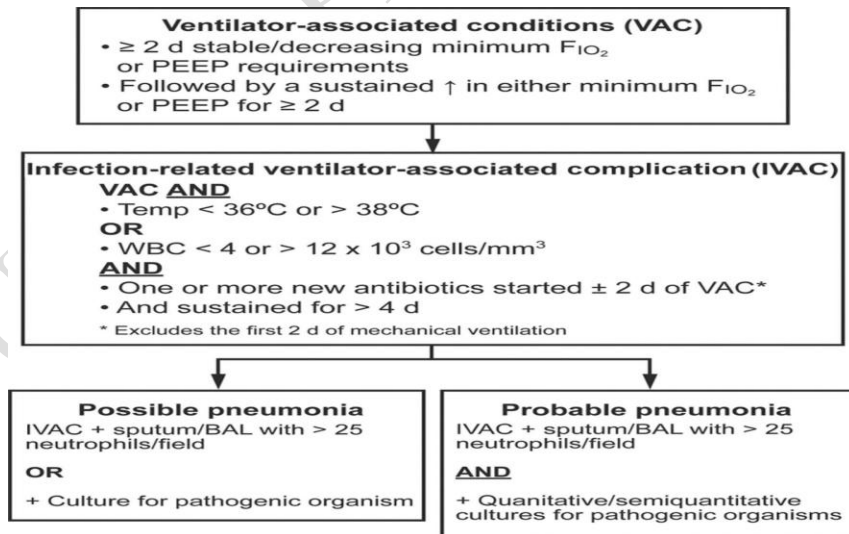 Ventilator-associated conditions (VAC)
• ≥ 2 d stable/decreasing minimum FIO₂
or PEEP requirements
• Followed by a sustained ↑ in either minimum FIO₂
or PEEP for ≥ 2 d
Infection-related ventilator-associated complication (IVAC)
VAC AND
• Temp < 36ºC or > 38ºC
OR
• WBC < 4 or > 12 x 10³ cells/mm³
AND
• One or more new antibiotics started ± 2 d of VAC*
• And sustained for > 4 d
* Excludes the first 2 d of mechanical ventilation
Possible pneumonia
IVAC + sputum/BAL with > 25
neutrophils/field
OR
+ Culture for pathogenic organism
Probable pneumonia
IVAC + sputum/BAL with > 25
neutrophils/field
AND
+ Quanitative/semiquantitative
cultures for pathogenic organisms